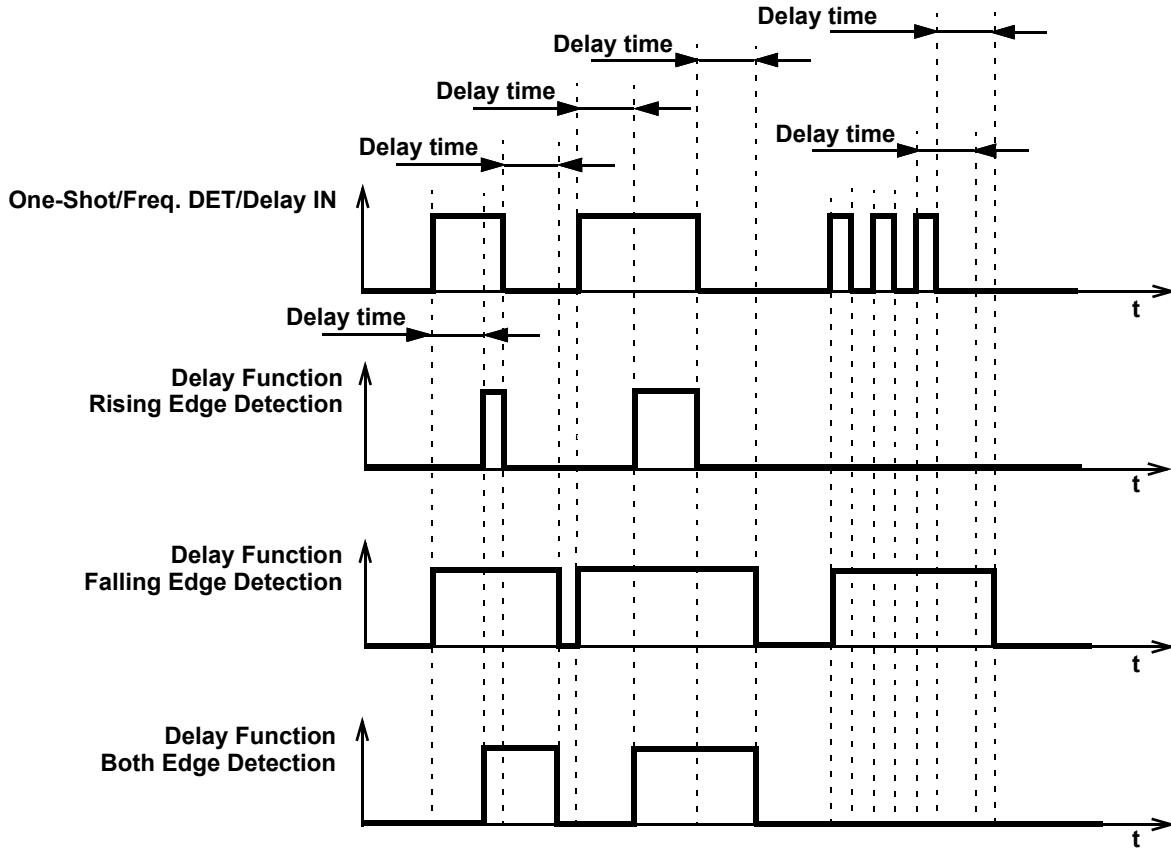 Delay time
Delay time
Delay time
Delay time
Delay time
One-Shot/Freq. DET/Delay IN
t
Delay time
Delay Function
Rising Edge Detection
t
Delay Function
Falling Edge Detection
t
Delay Function
Both Edge Detection
t